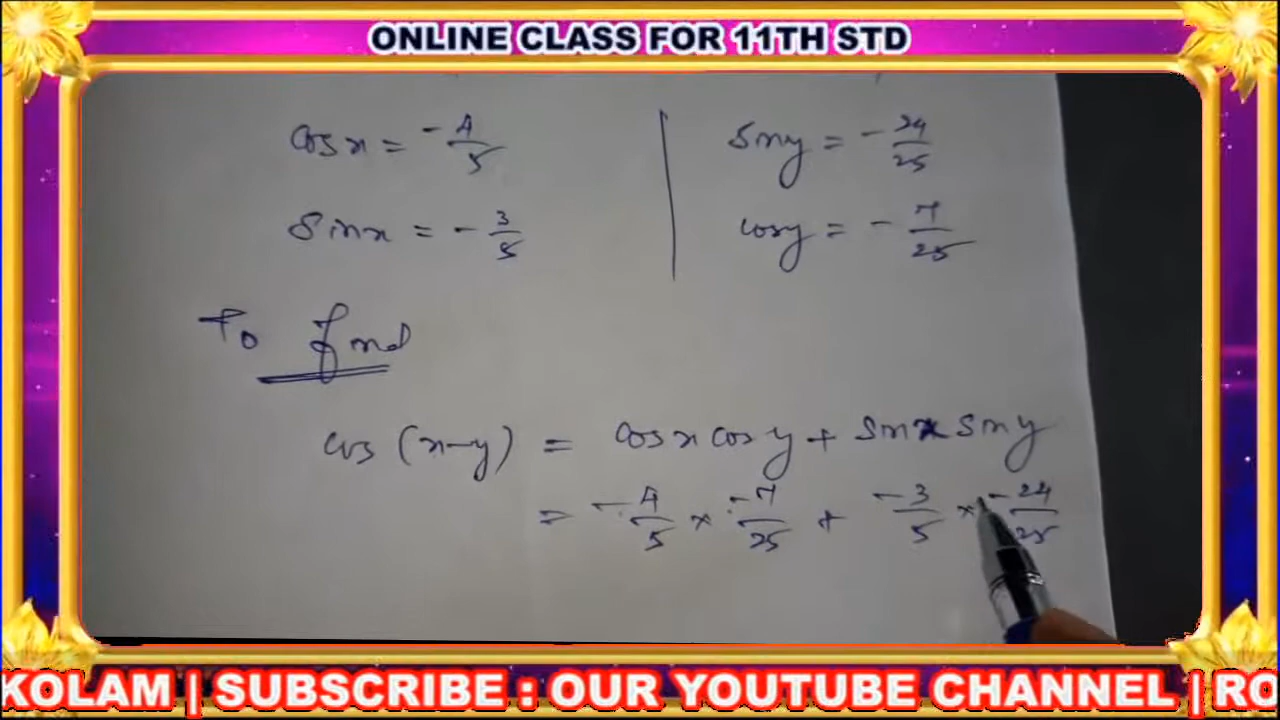 ONLINE CLASS FOR 11TH STD
cos x = -4/5 | sin y = -24/25
sin x = -3/5 | cos y = -7/25
To find
cos (x-y) = cos x cos y + sin x sin y
= -4/5 × -7/25 + -3/5 × -24/25
KOLAM | SUBSCRIBE : OUR YOUTUBE CHANNEL | RO